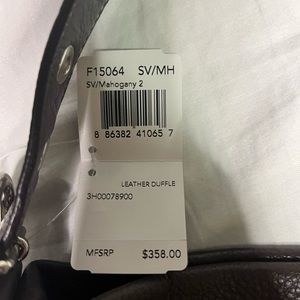 F15064 SV/MH
SV/Mahogany 2
8 86382 41065 7
LEATHER DUFFLE
3H00078900
MFSRP $358.00